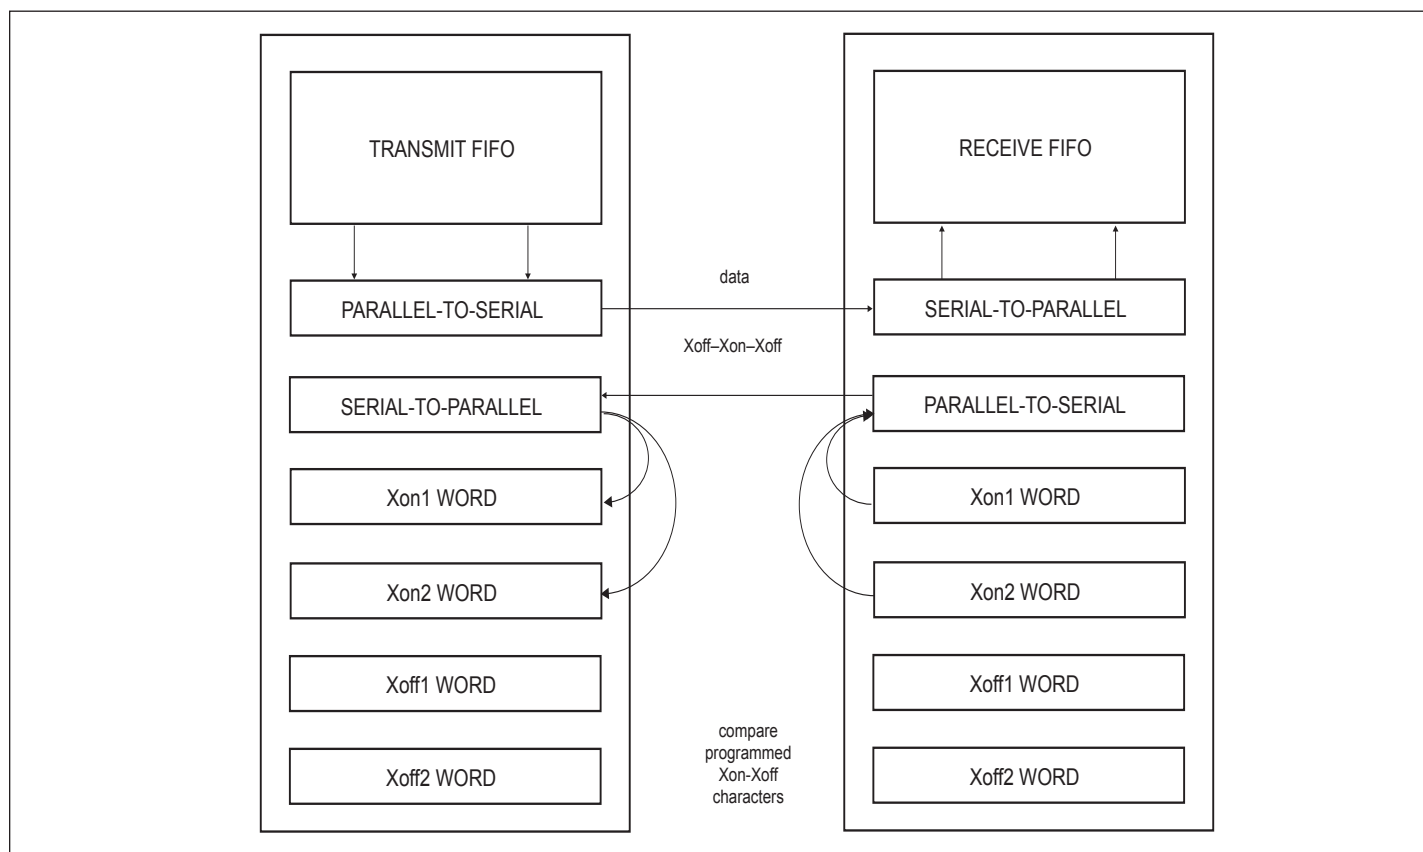 TRANSMIT FIFO
RECEIVE FIFO
data
PARALLEL-TO-SERIAL
SERIAL-TO-PARALLEL
Xoff–Xon–Xoff
SERIAL-TO-PARALLEL
PARALLEL-TO-SERIAL
Xon1 WORD
Xon1 WORD
Xon2 WORD
Xon2 WORD
Xoff1 WORD
Xoff1 WORD
compare
programmed
Xon-Xoff
characters
Xoff2 WORD
Xoff2 WORD